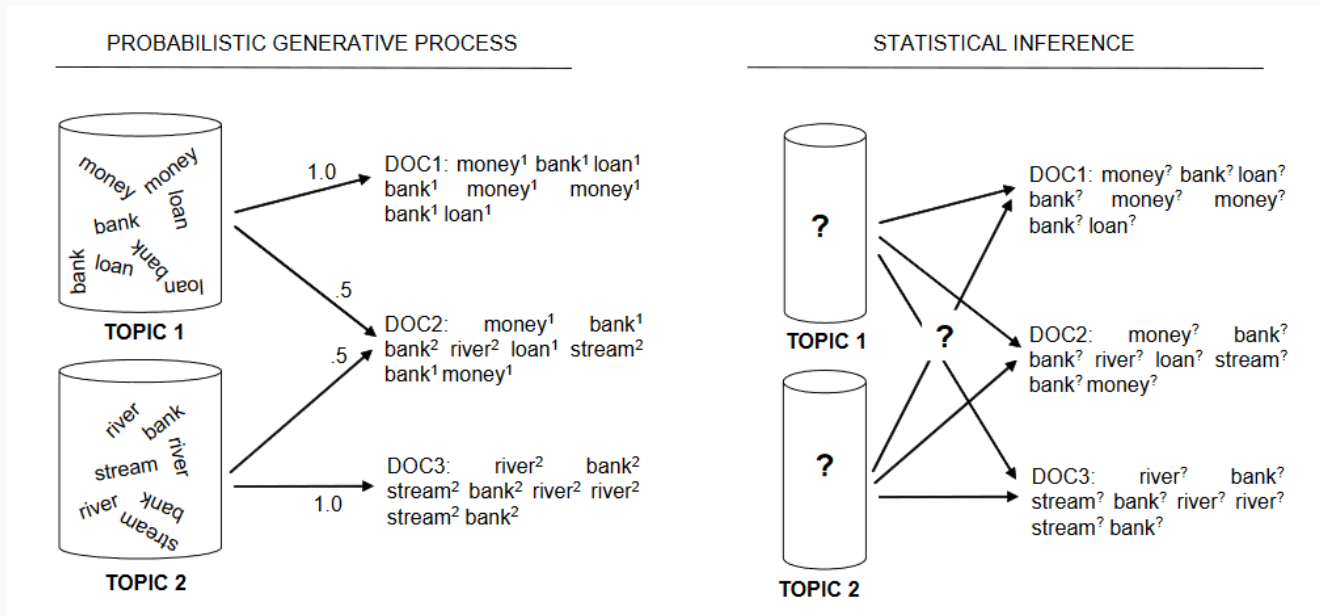 PROBABILISTIC GENERATIVE PROCESS
money
money
loan
bank
bank
loan
bank
loan
TOPIC 1
river
bank
river
stream
river
bank
stream
TOPIC 2
1.0
.5
.5
1.0
DOC1: money¹ bank¹ loan¹
bank¹ money¹ money¹
bank¹ loan¹
DOC2: money¹ bank¹
bank² river² loan¹ stream²
bank¹ money¹
DOC3: river² bank²
stream² bank² river² river²
stream² bank²
STATISTICAL INFERENCE
?
TOPIC 1
?
TOPIC 2
?
DOC1: money? bank? loan?
bank? money? money?
bank? loan?
DOC2: money? bank?
bank? river? loan? stream?
bank? money?
DOC3: river? bank?
stream? bank? river? river?
stream? bank?